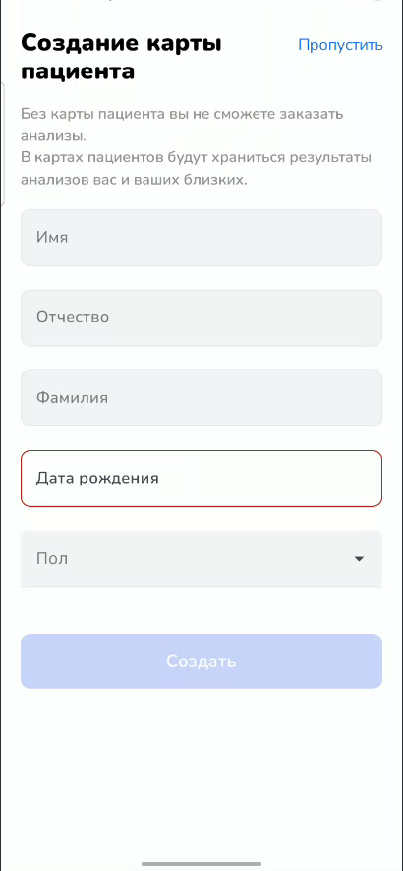 Создание карты
пациента
Пропустить
Без карты пациента вы не сможете заказать
анализы.
В картах пациентов будут храниться результаты
анализов вас и ваших близких.
Имя
Отчество
Фамилия
Дата рождения
Пол
Создать